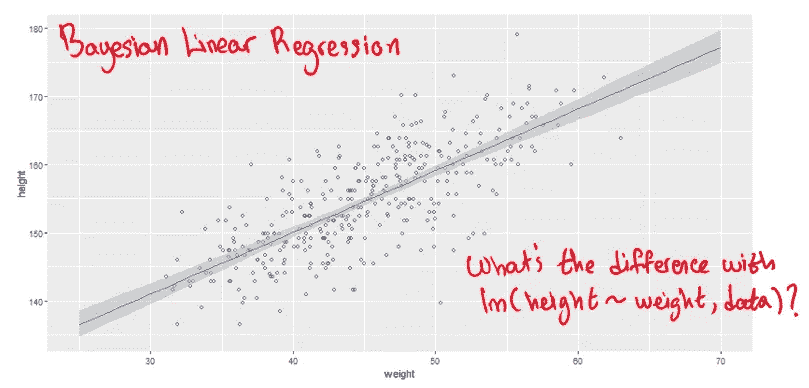 Bayesian Linear Regression
180
170
160
150
140
height
What's the difference with
lm(height ~ weight, data)?
30 40 50 60 70
weight